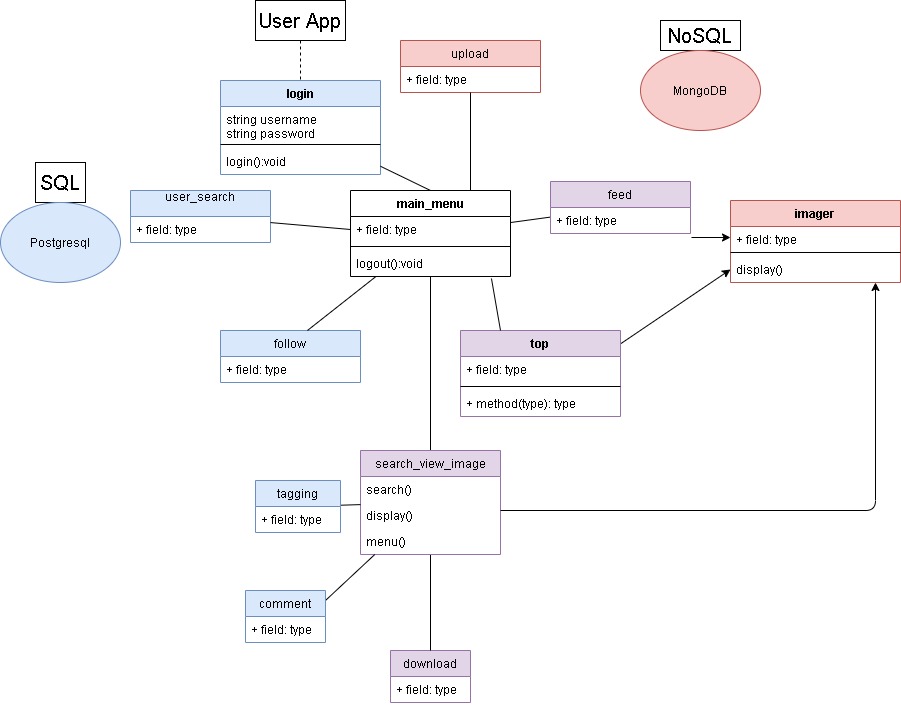 User App
NoSQL
MongoDB
upload
+ field: type
login
string username
string password
login():void
SQL
Postgresql
user_search
+ field: type
main_menu
+ field: type
logout():void
feed
+ field: type
imager
+ field: type
display()
follow
+ field: type
top
+ field: type
+ method(type): type
search_view_image
search()
display()
menu()
tagging
+ field: type
comment
+ field: type
download
+ field: type